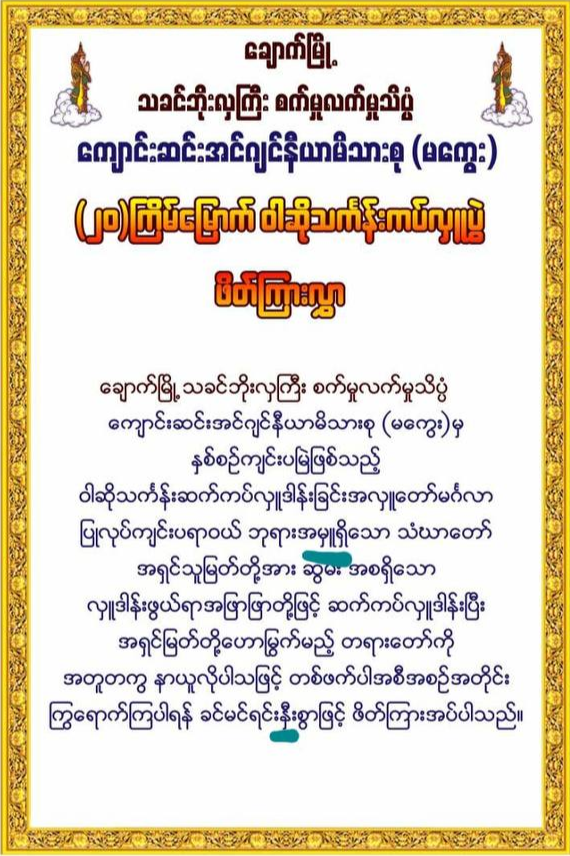 ချောက်မြို့
သခင်ဘိုးလှကြီး စက်မှုလက်မှုသိပ္ပံ
ကျောင်းဆင်းအင်ဂျင်နီယာမိသားစု (မကွေး)
(၂၀)ကြိမ်မြောက် ဝါဆိုသင်္ကန်းကပ်လှူပွဲ
ဖိတ်ကြားလွှာ
ချောက်မြို့ သခင်ဘိုးလှကြီး စက်မှုလက်မှုသိပ္ပံ
ကျောင်းဆင်းအင်ဂျင်နီယာမိသားစု (မကွေး)မှ
နှစ်စဉ်ကျင်းပမြဲဖြစ်သည့်
ဝါဆိုသင်္ကန်းဆက်ကပ်လှူဒါန်းခြင်းအလှူတော်မင်္ဂလာ
ပြုလုပ်ကျင်းပရာဝယ် ဘုရားအမှူရှိသော သံဃာတော်
အရှင်သူမြတ်တို့အား ဆွမ်း အစရှိသော
လှူဒါန်းဖွယ်ရာအဖြာဖြာတို့ဖြင့် ဆက်ကပ်လှူဒါန်းပြီး
အရှင်မြတ်တို့ဟောမြွက်မည့် တရားတော်ကို
အတူတကွ နာယူလိုပါသဖြင့် တစ်ဖက်ပါအစီအစဉ်အတိုင်း
ကြွရောက်ကြပါရန် ခင်မင်ရင်းနှီးစွာဖြင့် ဖိတ်ကြားအပ်ပါသည်။